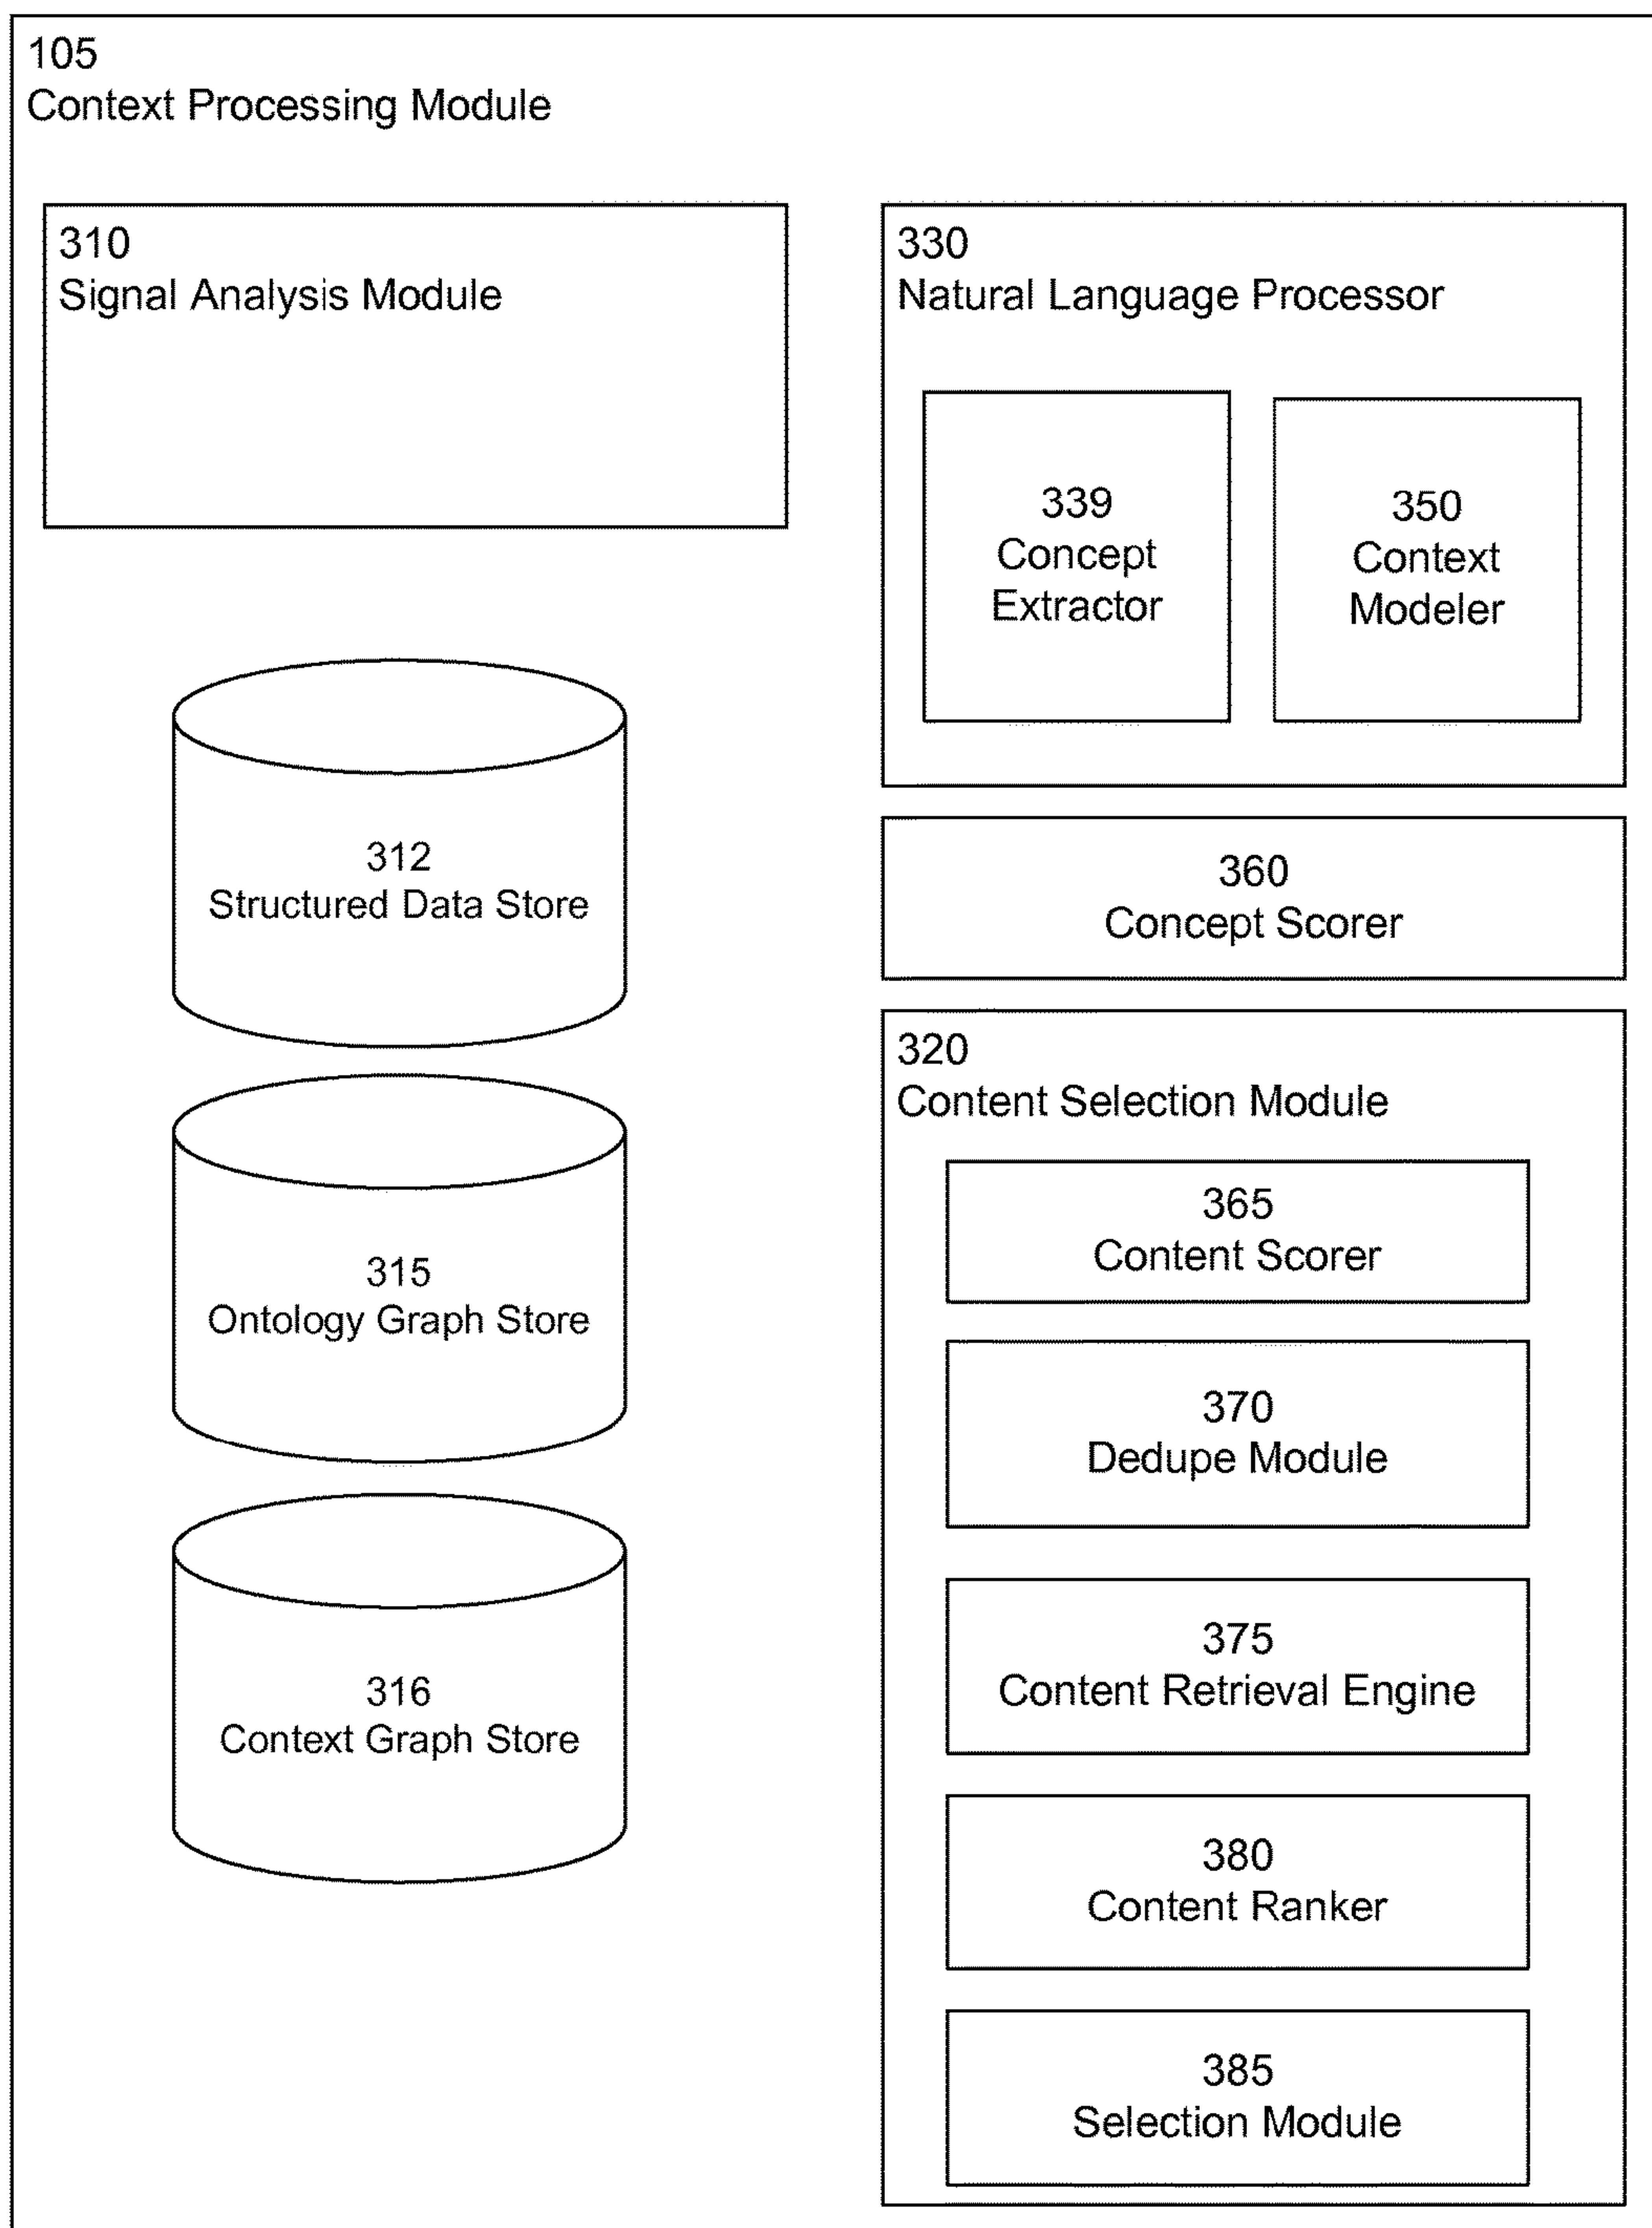 105
Context Processing Module
310
Signal Analysis Module
312
Structured Data Store
315
Ontology Graph Store
316
Context Graph Store
330
Natural Language Processor
339
Concept
Extractor
350
Context
Modeler
360
Concept Scorer
320
Content Selection Module
365
Content Scorer
370
Dedupe Module
375
Content Retrieval Engine
380
Content Ranker
385
Selection Module